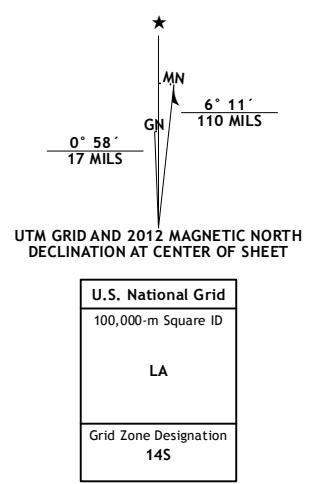 ★
MN
GN
6° 11´
110 MILS
0° 58´
17 MILS
UTM GRID AND 2012 MAGNETIC NORTH
DECLINATION AT CENTER OF SHEET
U.S. National Grid
100,000-m Square ID
LA
Grid Zone Designation
14S